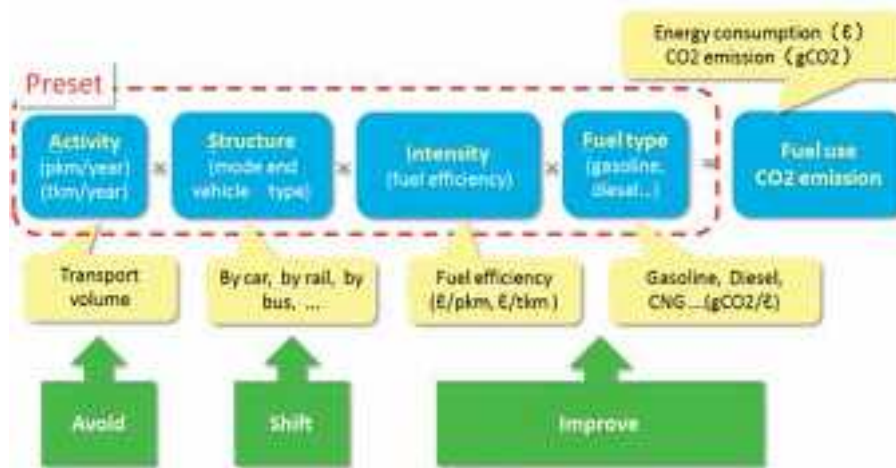 Energy consumption (ℓ)
CO2 emission (gCO2)
Preset
Activity
(pkm/year)
(tkm/year)
×
Structure
(mode and
vehicle type)
×
Intensity
(fuel efficiency)
×
Fuel type
(gasoline,
diesel...)
=
Fuel use
CO2 emission
Transport
volume
By car, by rail, by
bus, ...
Fuel efficiency
(ℓ/pkm, ℓ/tkm)
Gasoline, Diesel,
CNG ...(gCO2/ℓ)
Avoid
Shift
Improve